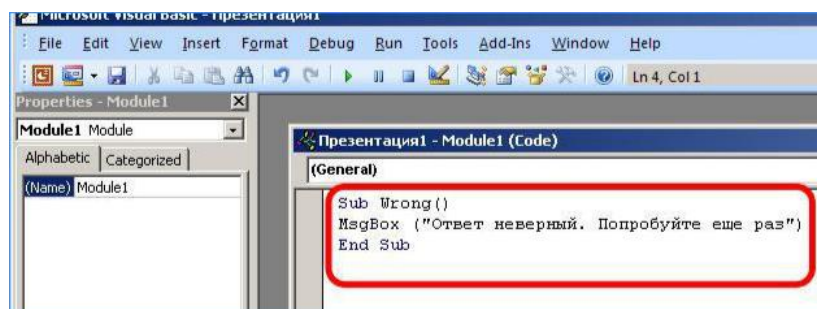 Microsoft Visual Basic - Презентация1
File Edit View Insert Format Debug Run Tools Add-Ins Window Help
Ln 4, Col 1
Properties - Module1
Module1 Module
Alphabetic Categorized
(Name) Module1
Презентация1 - Module1 (Code)
(General)
Sub Wrong()
MsgBox ("Ответ неверный. Попробуйте еще раз")
End Sub